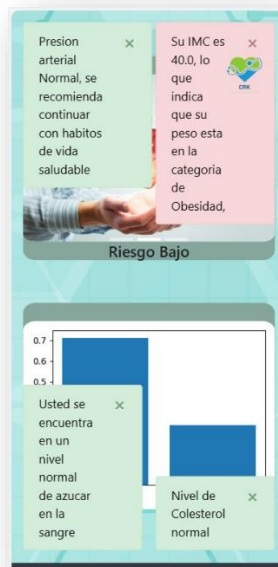 Presion
arterial
Normal, se
recomienda
continuar
con habitos
de vida
saludable
×
Su IMC es
40.0, lo
que
indica
que su
peso esta
en la
categoria
de
Obesidad,
×
Riesgo Bajo
0.7
0.6
0.5
Usted se
encuentra
en un
nivel
normal
de azucar
en la
sangre
×
Nivel de
Colesterol
normal
×